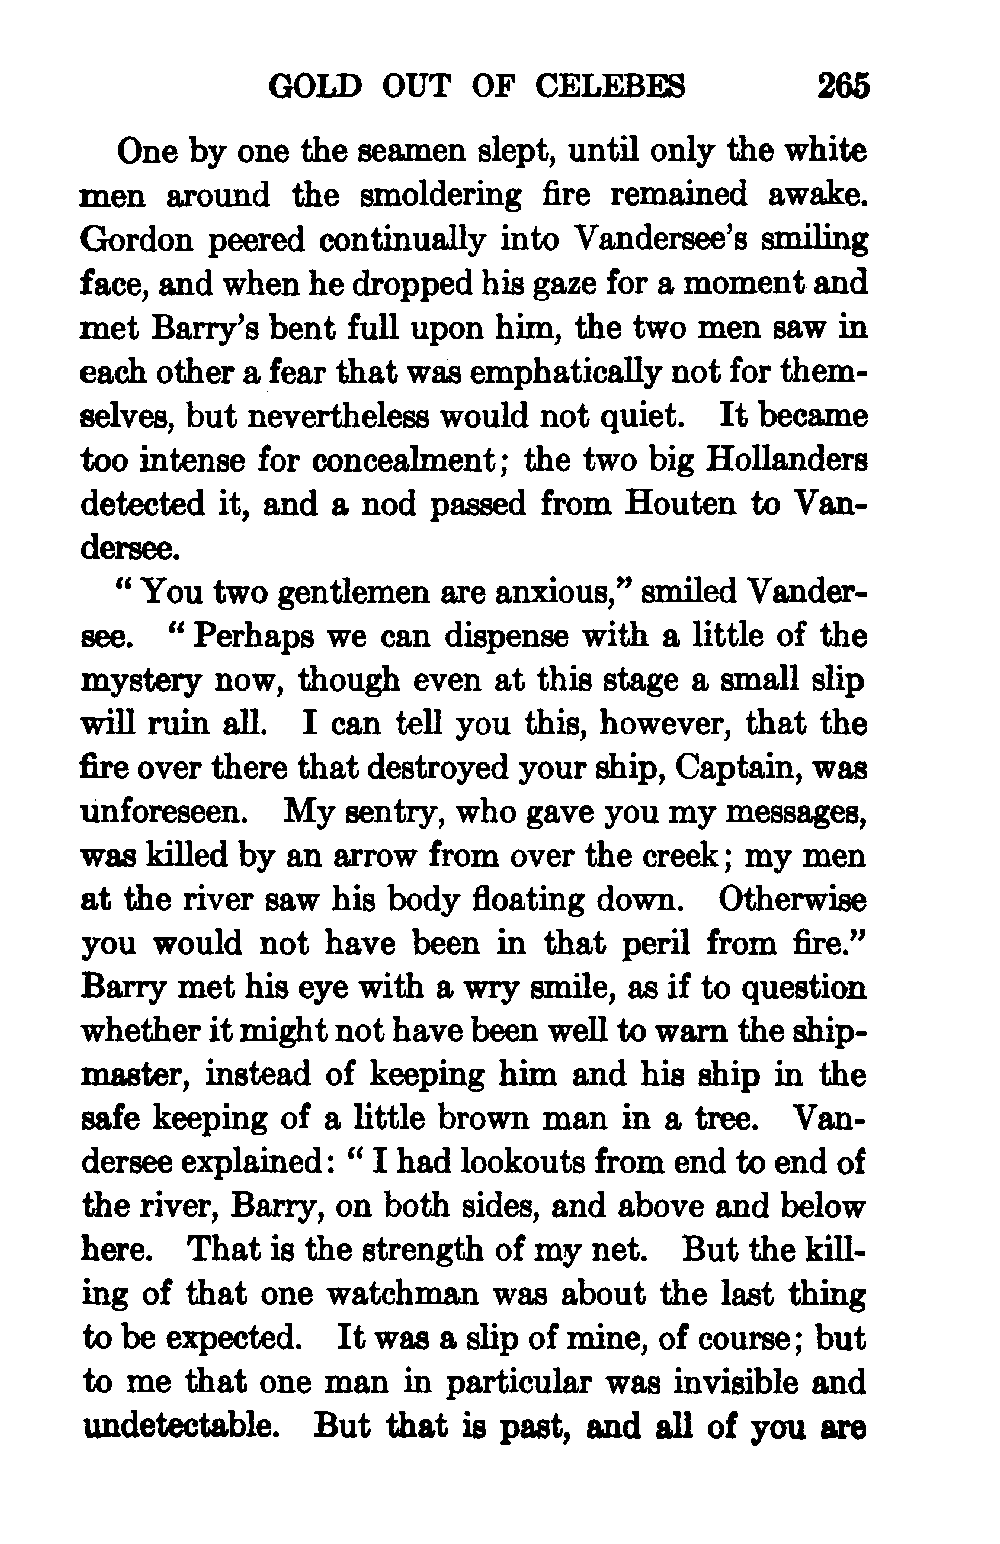 GOLD OUT OF CELEBES 265
One by one the seamen slept, until only the white
men around the smoldering fire remained awake.
Gordon peered continually into Vandersee's smiling
face, and when he dropped his gaze for a moment and
met Barry's bent full upon him, the two men saw in
each other a fear that was emphatically not for them-
selves, but nevertheless would not quiet. It became
too intense for concealment; the two big Hollanders
detected it, and a nod passed from Houten to Van-
dersee.
“ You two gentlemen are anxious,” smiled Vander-
see. “ Perhaps we can dispense with a little of the
mystery now, though even at this stage a small slip
will ruin all. I can tell you this, however, that the
fire over there that destroyed your ship, Captain, was
unforeseen. My sentry, who gave you my messages,
was killed by an arrow from over the creek; my men
at the river saw his body floating down. Otherwise
you would not have been in that peril from fire.”
Barry met his eye with a wry smile, as if to question
whether it might not have been well to warn the ship-
master, instead of keeping him and his ship in the
safe keeping of a little brown man in a tree. Van-
dersee explained: “ I had lookouts from end to end of
the river, Barry, on both sides, and above and below
here. That is the strength of my net. But the kill-
ing of that one watchman was about the last thing
to be expected. It was a slip of mine, of course; but
to me that one man in particular was invisible and
undetectable. But that is past, and all of you are